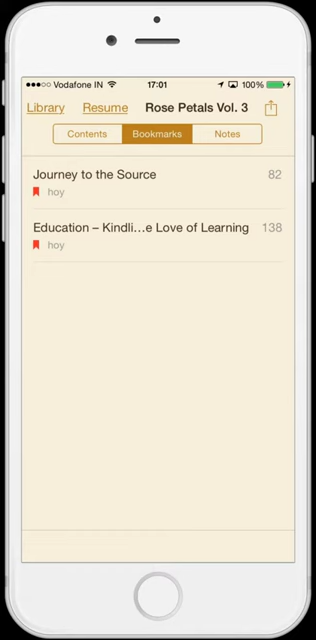 Vodafone IN 17:01 100%
Library Resume Rose Petals Vol. 3
Contents Bookmarks Notes
Journey to the Source 82
hoy
Education – Kindli…e Love of Learning 138
hoy